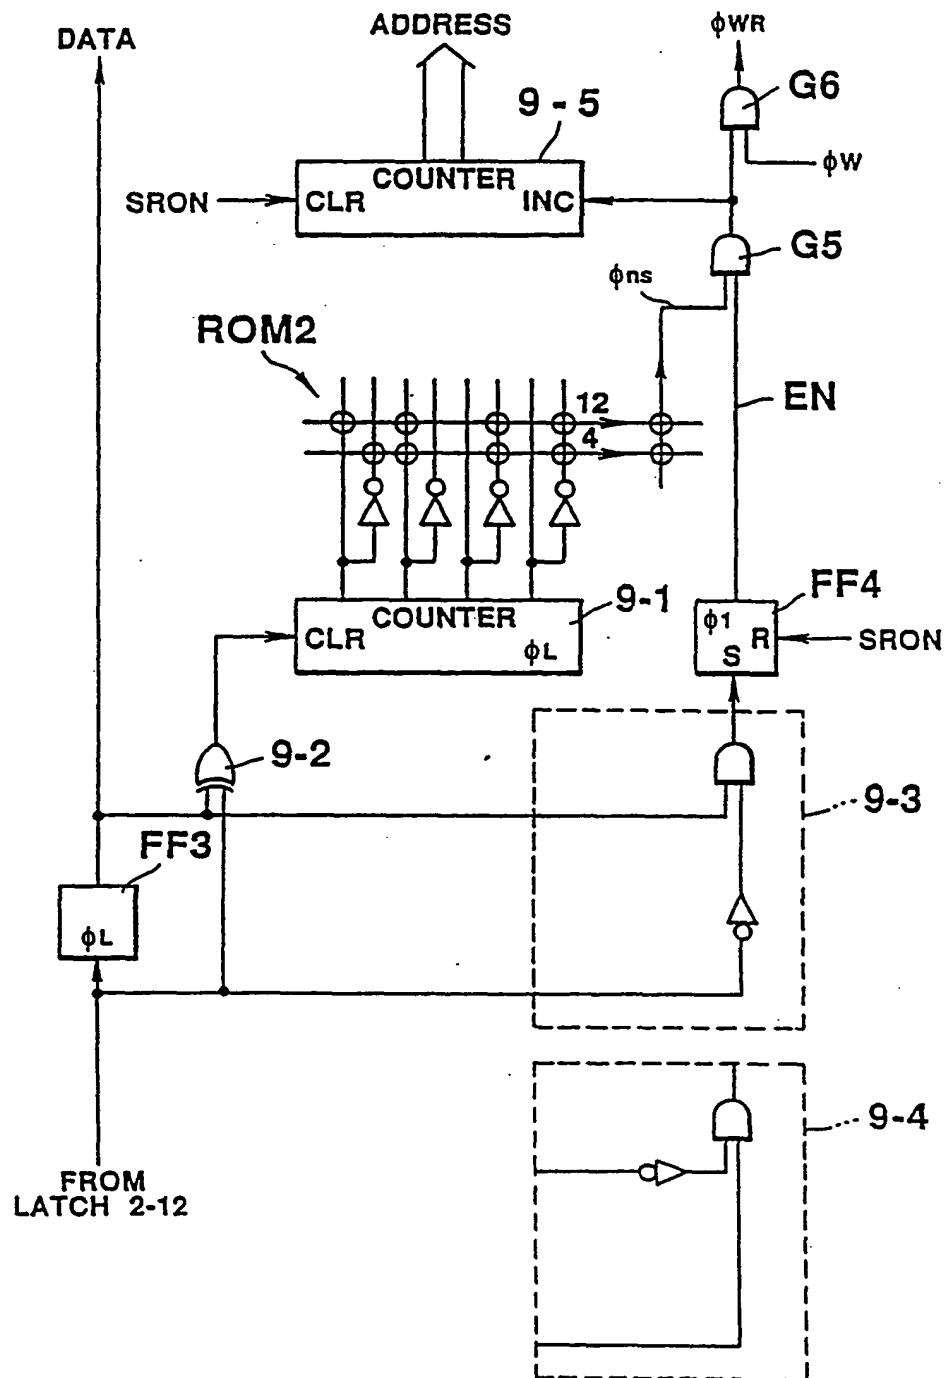 DATA
ADDRESS
φWR
G6
9-5
φW
COUNTER
SRON
CLR
INC
G5
φns
ROM2
12
EN
4
9-1
FF4
COUNTER
φ1
CLR
R
SRON
φL
S
9-2
9-3
FF3
φL
9-4
FROM
LATCH 2-12